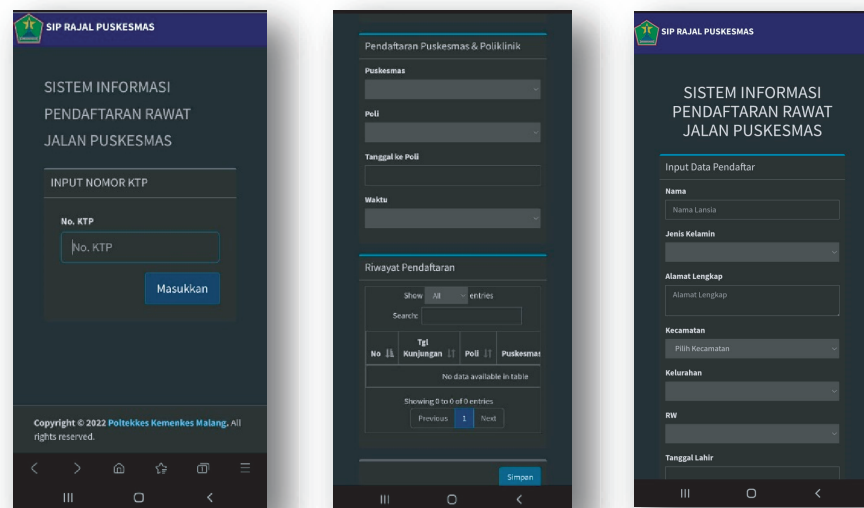 SIP RAJAL PUSKESMAS
SISTEM INFORMASI
PENDAFTARAN RAWAT
JALAN PUSKESMAS
INPUT NOMOR KTP
No. KTP
No. KTP
Masukkan
Copyright © 2022 Poltekkes Kemenkes Malang. All
rights reserved.
Pendaftaran Puskesmas & Poliklinik
Puskesmas
Poli
Tanggal ke Poli
Waktu
Riwayat Pendaftaran
Show All entries
Search:
No Tgl Kunjungan Poli Puskesmas
No data available in table
Showing 0 to 0 of 0 entries
Previous 1 Next
Simpan
SIP RAJAL PUSKESMAS
SISTEM INFORMASI
PENDAFTARAN RAWAT
JALAN PUSKESMAS
Input Data Pendaftar
Nama
Nama Lansia
Jenis Kelamin
Alamat Lengkap
Alamat Lengkap
Kecamatan
Pilih Kecamatan
Kelurahan
RW
Tanggal Lahir